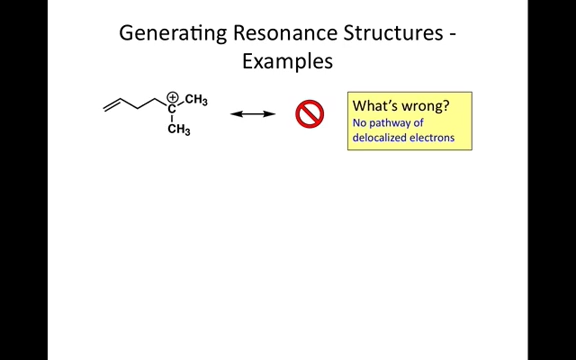 Generating Resonance Structures -
Examples
⊕
C
CH3
CH3
What's wrong?
No pathway of
delocalized electrons